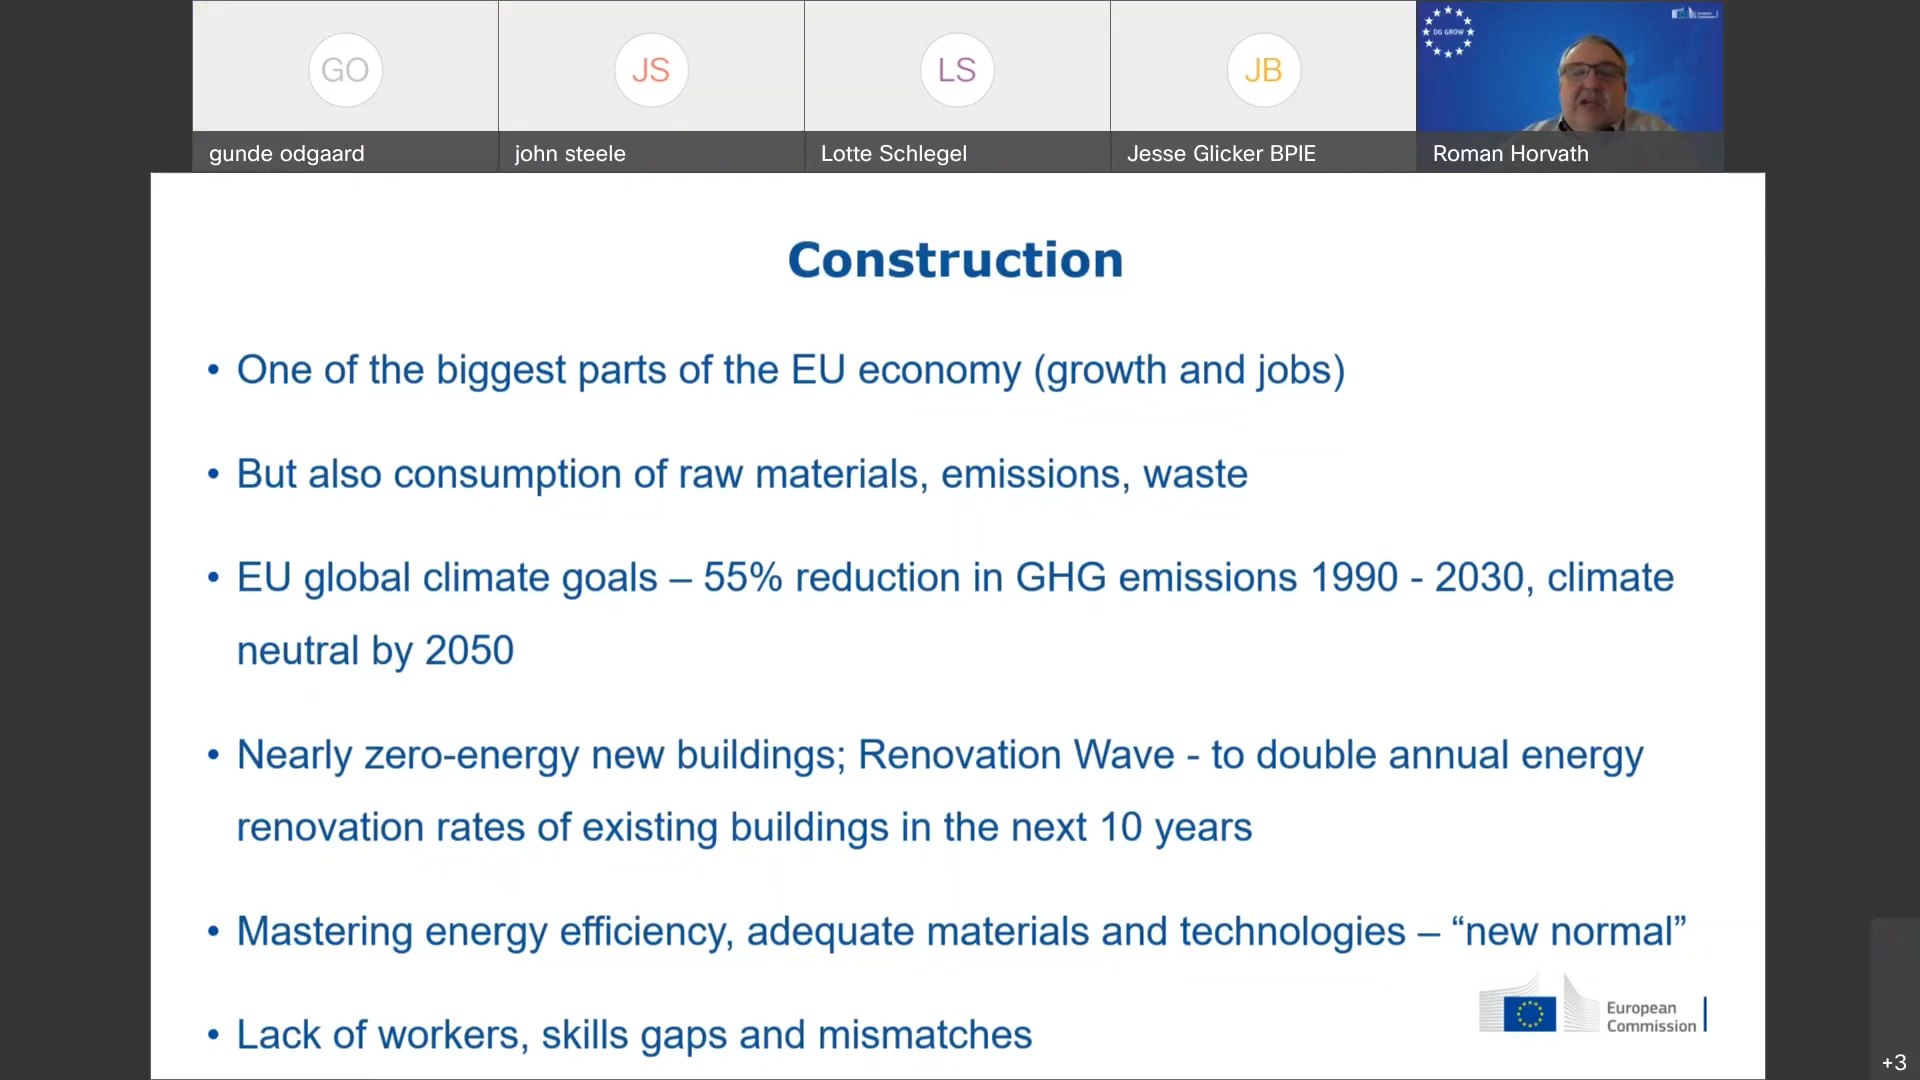 GO
JS
LS
JB
DG GROW
European
Commission
gunde odgaard
john steele
Lotte Schlegel
Jesse Glicker BPIE
Roman Horvath
Construction
• One of the biggest parts of the EU economy (growth and jobs)
• But also consumption of raw materials, emissions, waste
• EU global climate goals – 55% reduction in GHG emissions 1990 - 2030, climate
neutral by 2050
• Nearly zero-energy new buildings; Renovation Wave - to double annual energy
renovation rates of existing buildings in the next 10 years
• Mastering energy efficiency, adequate materials and technologies – “new normal”
• Lack of workers, skills gaps and mismatches
European
Commission
+3